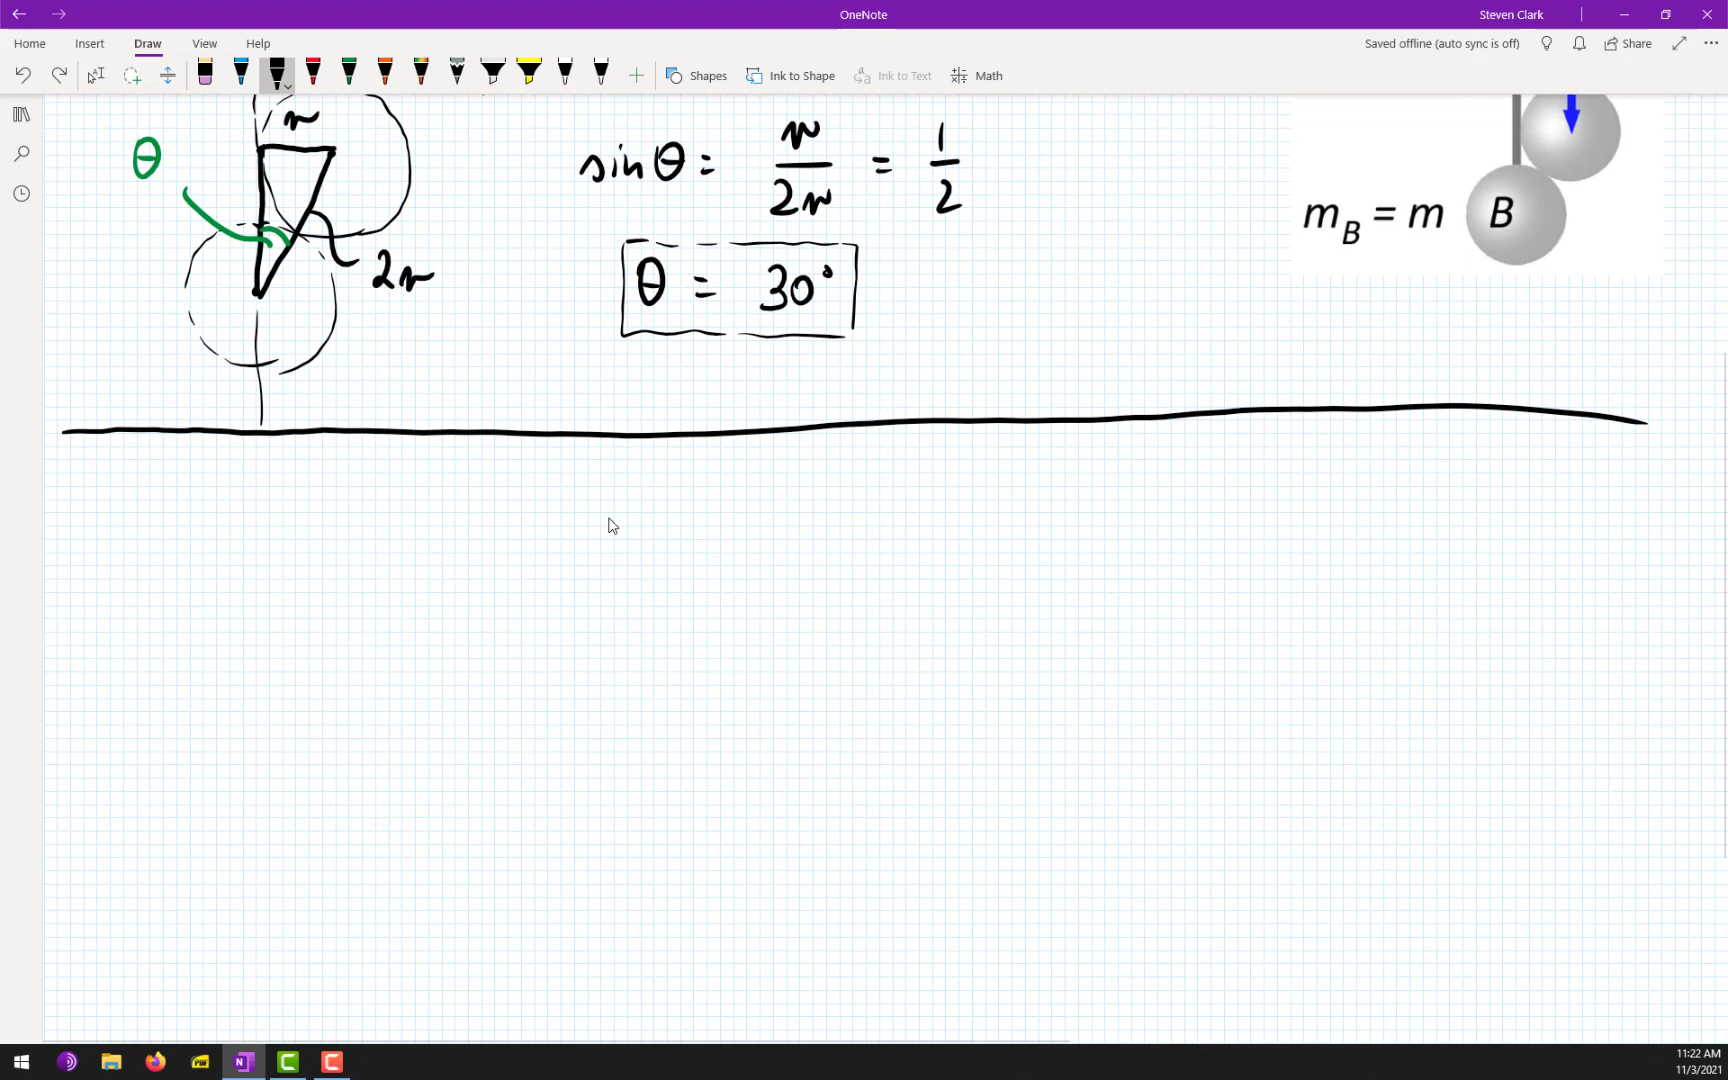 OneNote
Steven Clark
Home Insert Draw View Help
Saved offline (auto sync is off) Share
Shapes Ink to Shape Ink to Text Math
r
θ
2r
sin θ = r/2r = 1/2
θ = 30°
m_B = m B
11:22 AM
11/3/2021